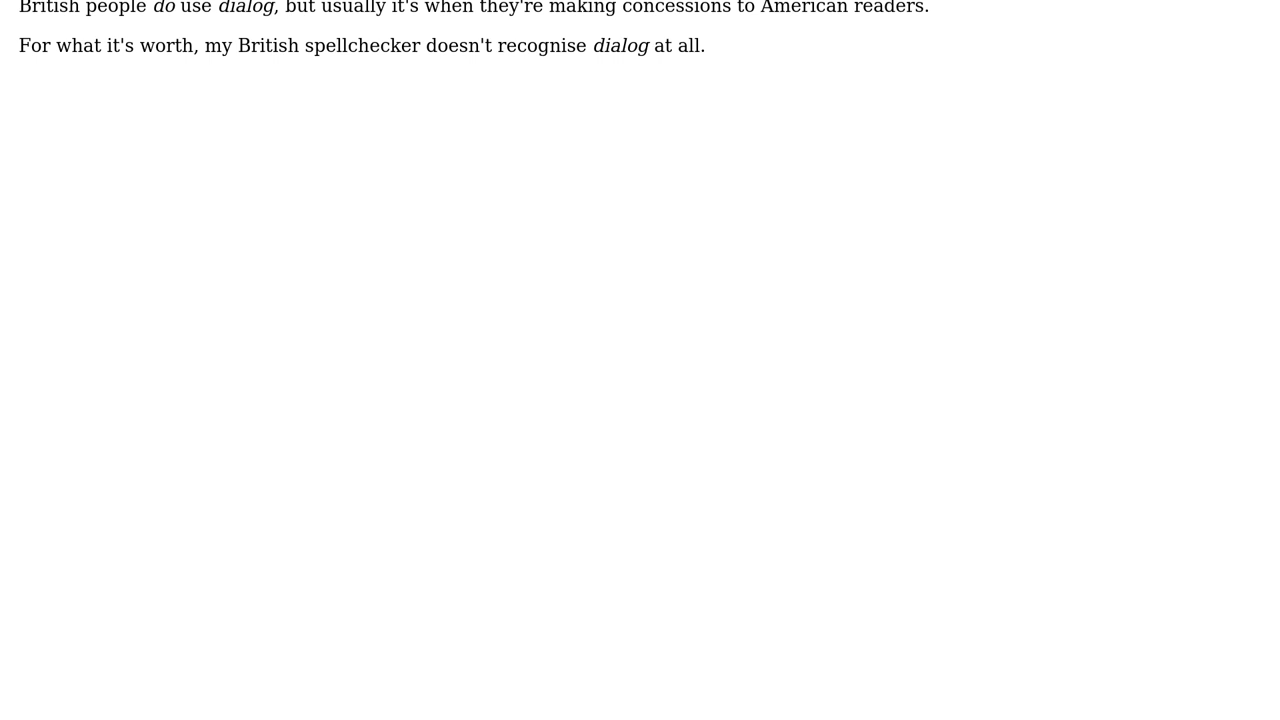 British people do use dialog, but usually it's when they're making concessions to American readers.
For what it's worth, my British spellchecker doesn't recognise dialog at all.